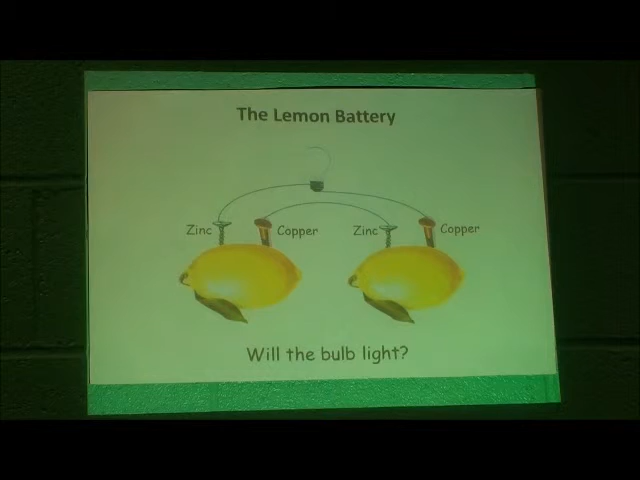 The Lemon Battery
Zinc
Copper
Zinc
Copper
Will the bulb light?